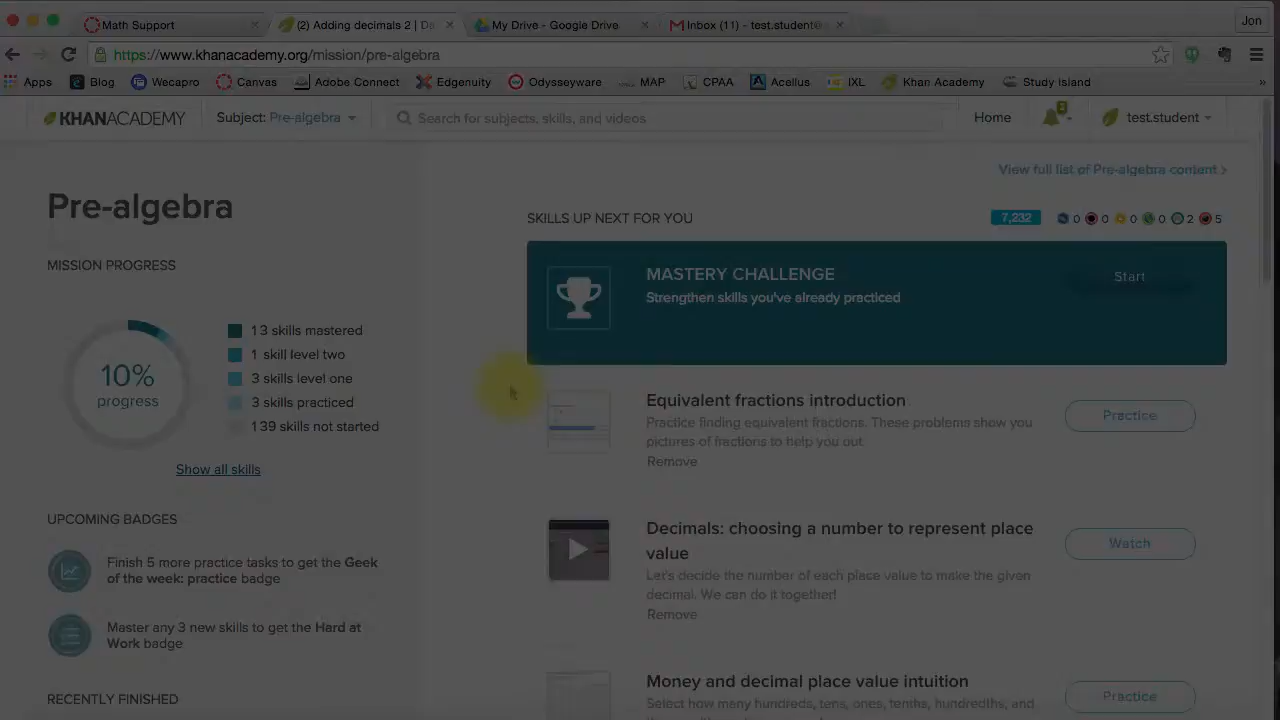 Math Support
(2) Adding decimals 2 | Da
My Drive - Google Drive
Inbox (11) - test.student@
Jon
https://www.khanacademy.org/mission/pre-algebra
Apps
Blog
Wecapro
Canvas
Adobe Connect
Edgenuity
Odysseyware
MAP
CPAA
Acellus
IXL
Khan Academy
Study Island
»
KHANACADEMY
Subject: Pre-algebra
Search for subjects, skills, and videos
Home
test.student
View full list of Pre-algebra content ›
Pre-algebra
MISSION PROGRESS
10%
progress
13 skills mastered
1 skill level two
3 skills level one
3 skills practiced
139 skills not started
Show all skills
UPCOMING BADGES
Finish 5 more practice tasks to get the Geek
of the week: practice badge
Master any 3 new skills to get the Hard at
Work badge
RECENTLY FINISHED
SKILLS UP NEXT FOR YOU
7,232
0 0 0 0 2 5
MASTERY CHALLENGE
Strengthen skills you've already practiced
Start
Equivalent fractions introduction
Practice finding equivalent fractions. These problems show you
pictures of fractions to help you out.
Remove
Practice
Decimals: choosing a number to represent place
value
Let's decide the number of each place value to make the given
decimal. We can do it together!
Remove
Watch
Money and decimal place value intuition
Select how many hundreds, tens, ones, tenths, hundredths, and
Practice